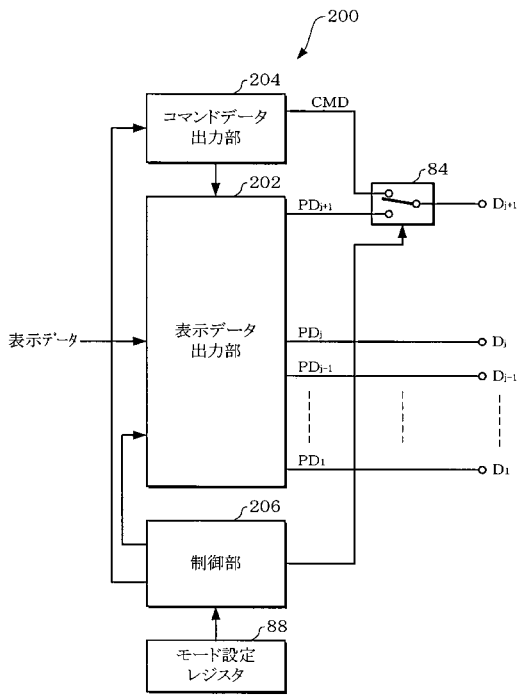 200
204
コマンドデータ
出力部
CMD
84
202
PDj+1
Dj+1
表示データ
表示データ
出力部
PDj
Dj
PDj-1
Dj-1
PD1
D1
206
制御部
88
モード設定
レジスタ